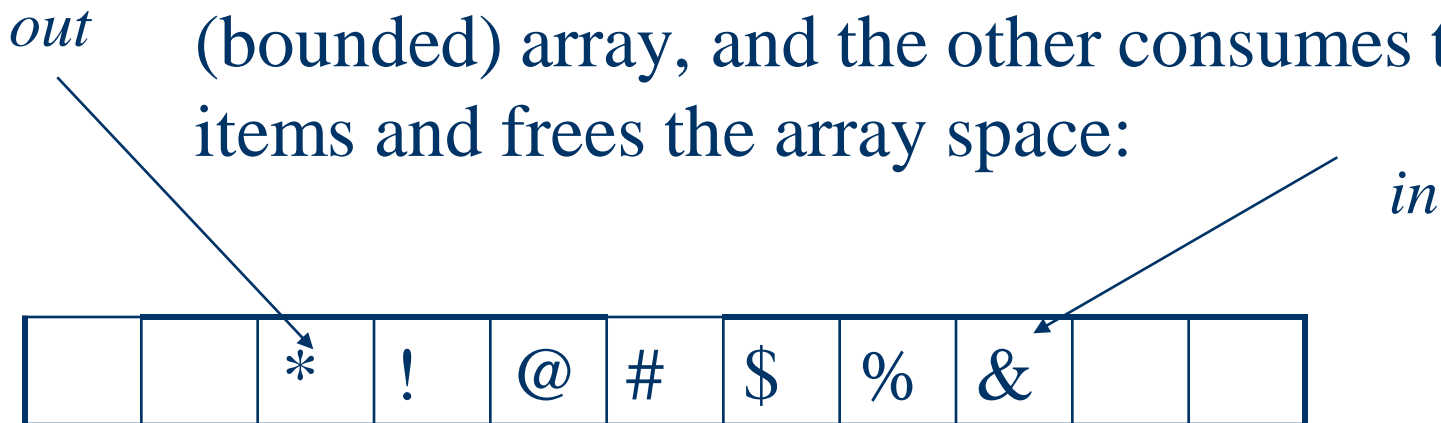 out
(bounded) array, and the other consumes
items and frees the array space:
in
* ! @ # $ % &